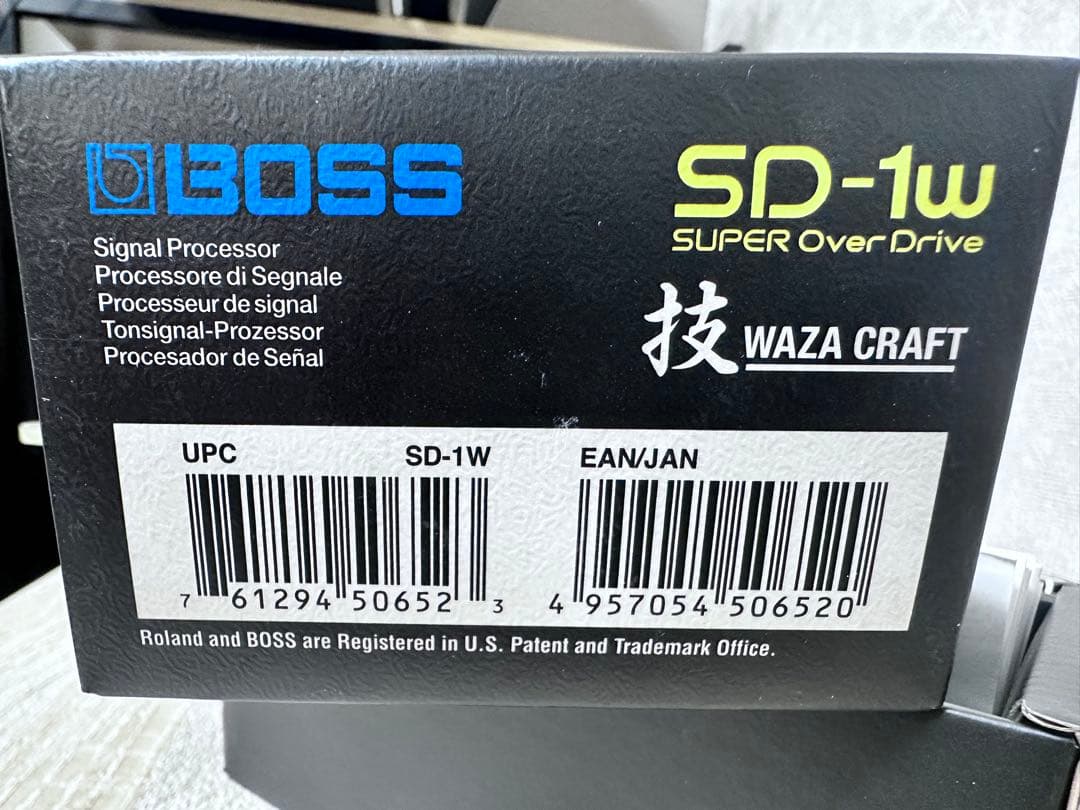 BOSS
Signal Processor
Processore di Segnale
Processeur de signal
Tonsignal-Prozessor
Procesador de Señal
SD-1w
SUPER Over Drive
技 WAZA CRAFT
UPC SD-1W
7 61294 50652 3
EAN/JAN
4 957054 506520
Roland and BOSS are Registered in U.S. Patent and Trademark Office.